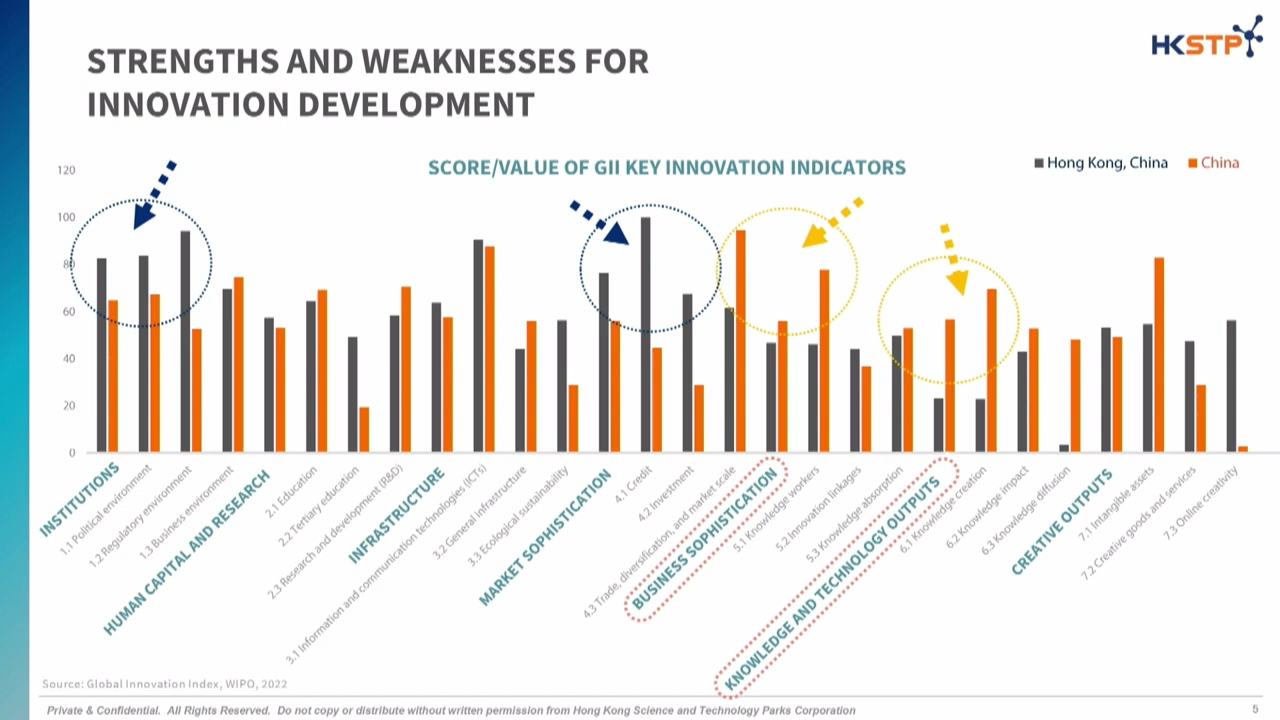 HKSTP
STRENGTHS AND WEAKNESSES FOR
INNOVATION DEVELOPMENT
SCORE/VALUE OF GII KEY INNOVATION INDICATORS
Hong Kong, China
China
120
100
80
60
40
20
0
INSTITUTIONS
1.1 Political environment
1.2 Regulatory environment
1.3 Business environment
HUMAN CAPITAL AND RESEARCH
2.1 Education
2.2 Tertiary education
2.3 Research and development (R&D)
INFRASTRUCTURE
3.1 Information and communication technologies (ICTs)
3.2 General infrastructure
3.3 Ecological sustainability
MARKET SOPHISTICATION
4.1 Credit
4.2 Investment
4.3 Trade, diversification, and market scale
BUSINESS SOPHISTICATION
5.1 Knowledge workers
5.2 Innovation linkages
5.3 Knowledge absorption
KNOWLEDGE AND TECHNOLOGY OUTPUTS
6.1 Knowledge creation
6.2 Knowledge impact
6.3 Knowledge diffusion
CREATIVE OUTPUTS
7.1 Intangible assets
7.2 Creative goods and services
7.3 Online creativity
Source: Global Innovation Index, WIPO, 2022
Private & Confidential. All Rights Reserved. Do not copy or distribute without written permission from Hong Kong Science and Technology Parks Corporation
5